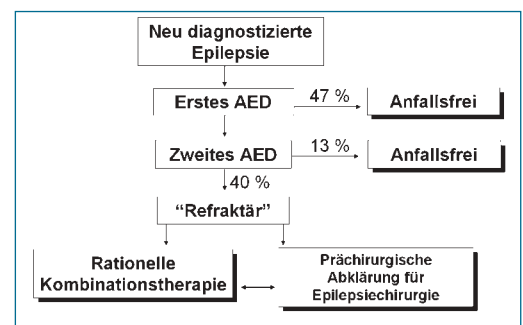 Neu diagnostizierte
Epilepsie
Erstes AED
47 %
Anfallsfrei
Zweites AED
13 %
Anfallsfrei
40 %
“Refraktär”
Rationelle
Kombinationstherapie
Prächirurgische
Abklärung für
Epilepsiechirurgie